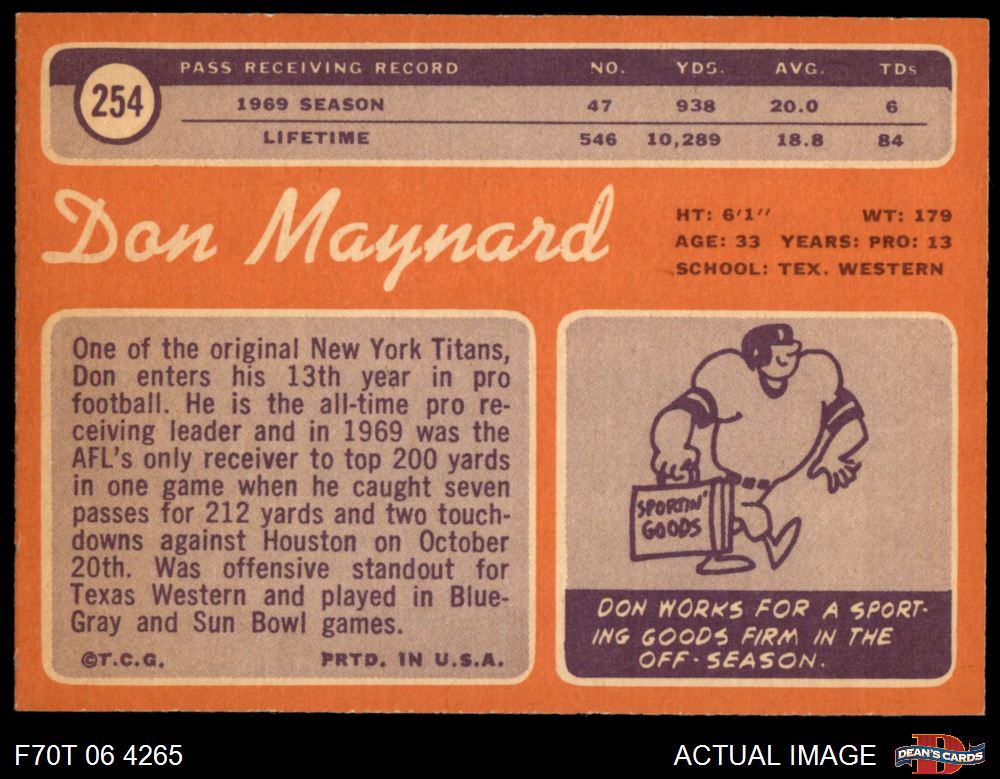 PASS RECEIVING RECORD NO. YDS. AVG. TDs
254
1969 SEASON 47 938 20.0 6
LIFETIME 546 10,289 18.8 84
Don Maynard
HT: 6'1'' WT: 179
AGE: 33 YEARS: PRO: 13
SCHOOL: TEX. WESTERN
One of the original New York Titans,
Don enters his 13th year in pro
football. He is the all-time pro re-
ceiving leader and in 1969 was the
AFL's only receiver to top 200 yards
in one game when he caught seven
passes for 212 yards and two touch-
downs against Houston on October
20th. Was offensive standout for
Texas Western and played in Blue-
Gray and Sun Bowl games.
©T.C.G. PRTD. IN U.S.A.
SPORTIN'
GOODS
DON WORKS FOR A SPORT-
ING GOODS FIRM IN THE
OFF-SEASON.
F70T 06 4265
ACTUAL IMAGE
DEAN'S CARDS